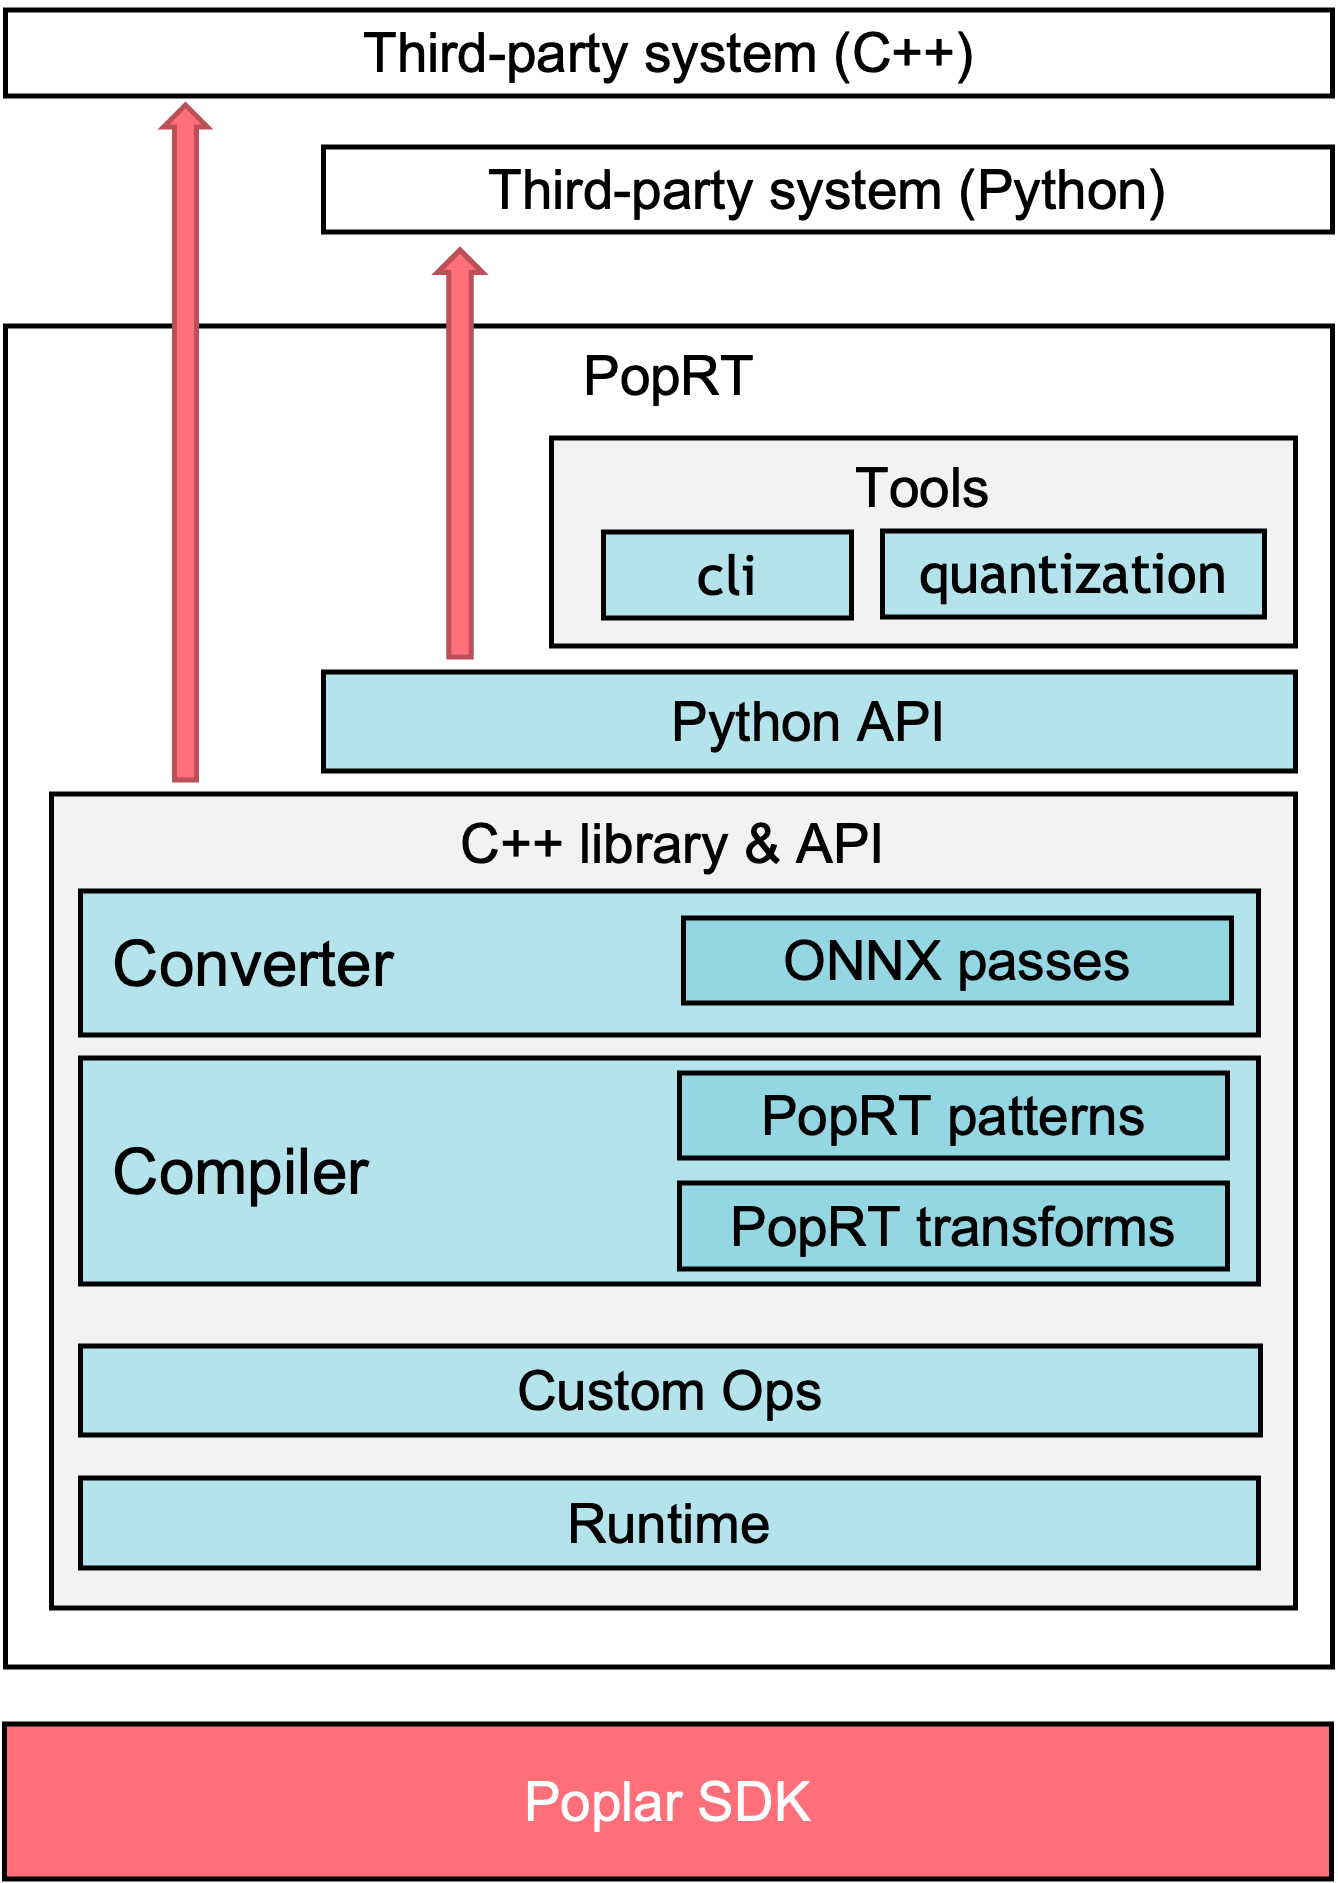 Third-party system (C++)
Third-party system (Python)
PopRT
Tools
cli
quantization
Python API
C++ library & API
Converter
ONNX passes
Compiler
PopRT patterns
PopRT transforms
Custom Ops
Runtime
Poplar SDK